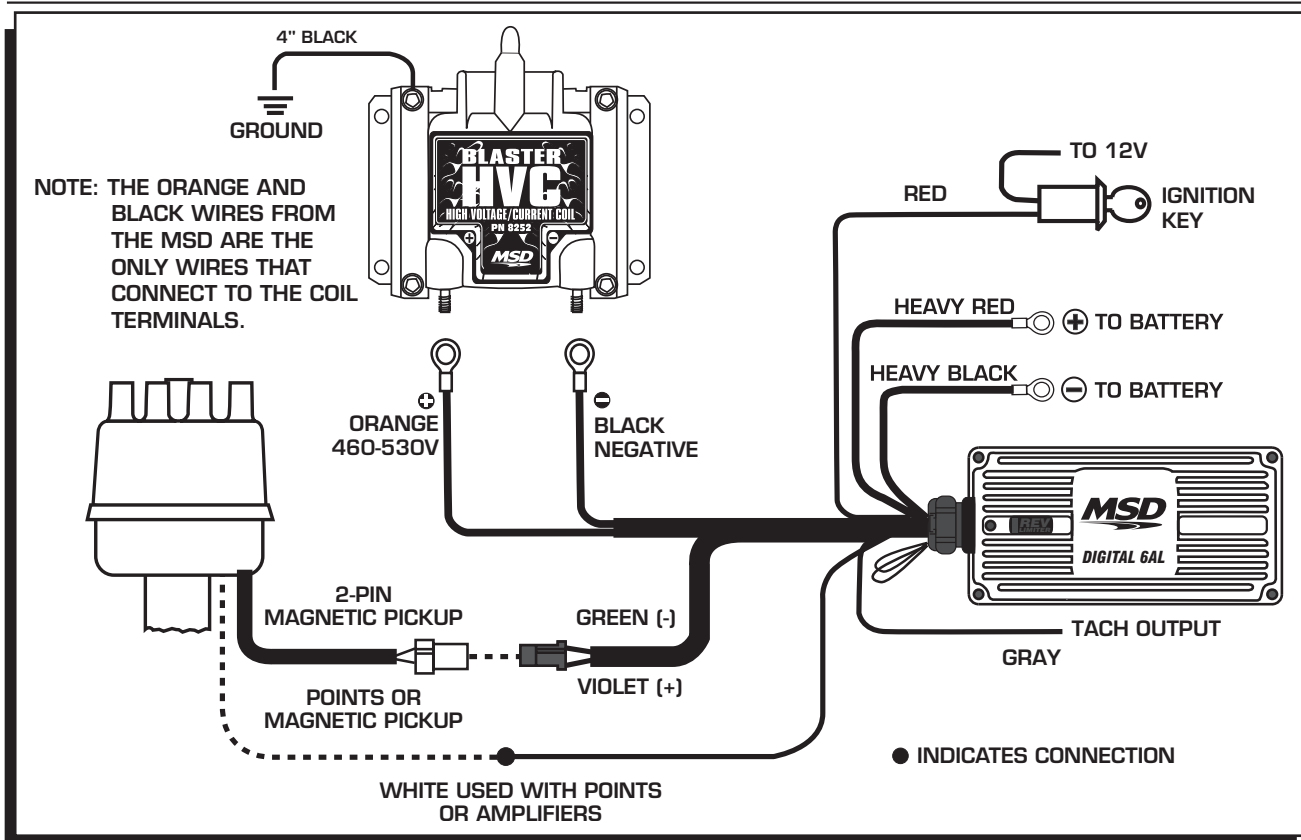 4" BLACK
GROUND
NOTE: THE ORANGE AND
BLACK WIRES FROM
THE MSD ARE THE
ONLY WIRES THAT
CONNECT TO THE COIL
TERMINALS.
BLASTER
HVC
HIGH VOLTAGE/CURRENT COIL
PN 8252
+ −
MSD
TO 12V
RED
IGNITION
KEY
HEAVY RED
+ TO BATTERY
HEAVY BLACK
− TO BATTERY
+
ORANGE
460-530V
−
BLACK
NEGATIVE
MSD
REV
LIMITER
DIGITAL 6AL
2-PIN
MAGNETIC PICKUP
GREEN (-)
VIOLET (+)
TACH OUTPUT
GRAY
POINTS OR
MAGNETIC PICKUP
● INDICATES CONNECTION
WHITE USED WITH POINTS
OR AMPLIFIERS